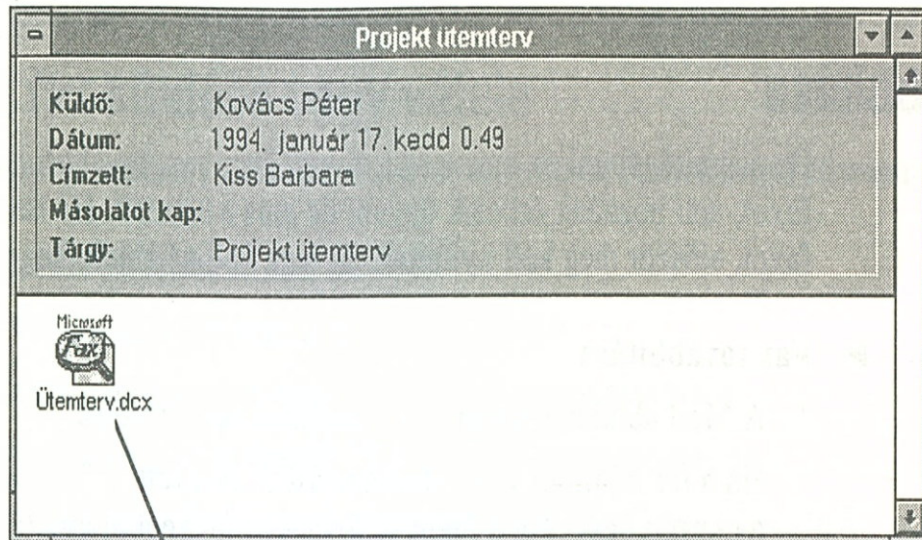 Projekt ütemterv
Küldő: Kovács Péter
Dátum: 1994. január 17. kedd 0.49
Címzett: Kiss Barbara
Másolatot kap:
Tárgy: Projekt ütemterv
Microsoft
Fax
Ütemterv.dcx